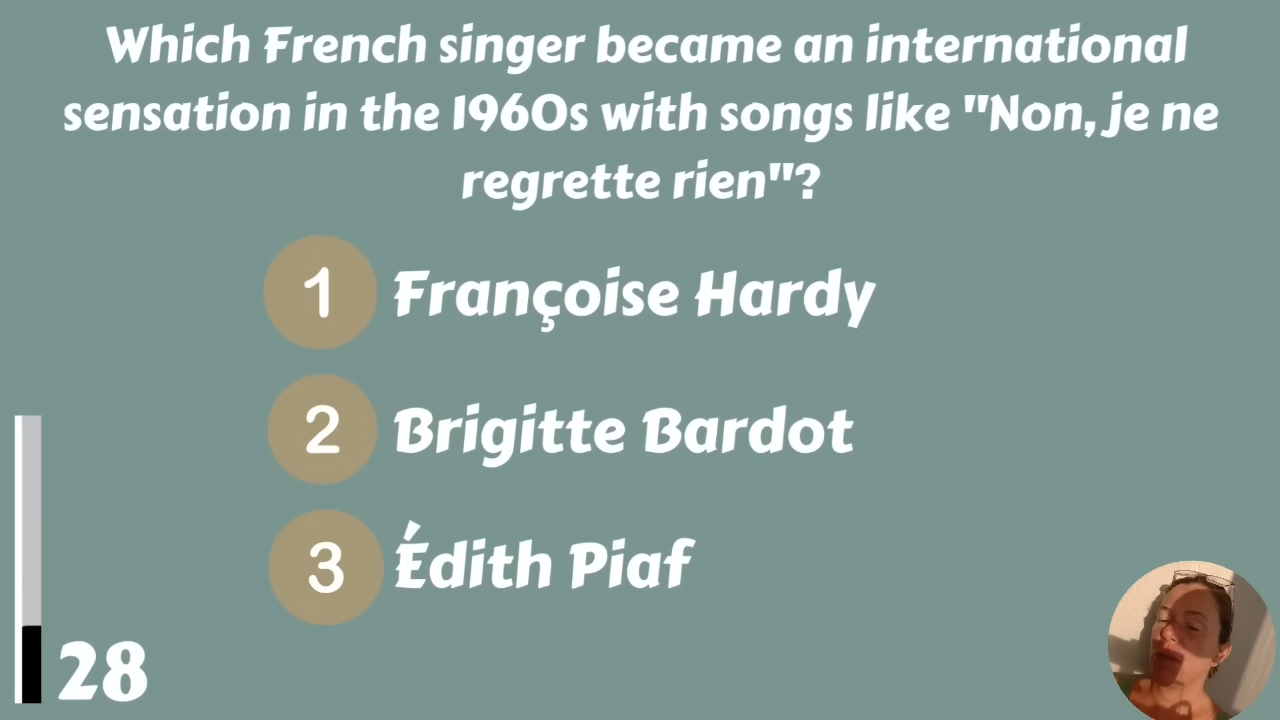 Which French singer became an international
sensation in the 1960s with songs like "Non, je ne
regrette rien"?
1 Françoise Hardy
2 Brigitte Bardot
3 Édith Piaf
28